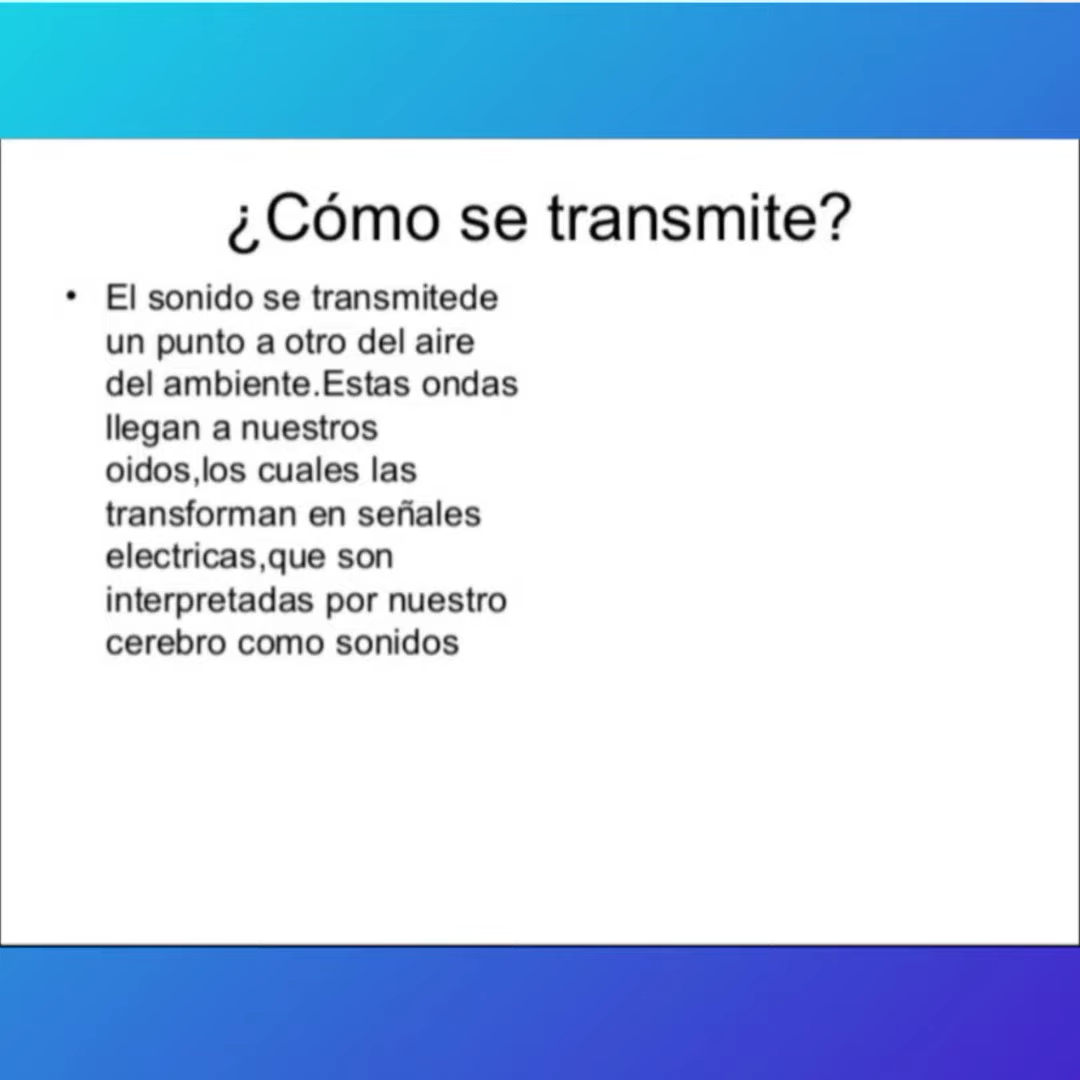 ¿Cómo se transmite?
• El sonido se transmitede
un punto a otro del aire
del ambiente.Estas ondas
llegan a nuestros
oidos,los cuales las
transforman en señales
electricas,que son
interpretadas por nuestro
cerebro como sonidos